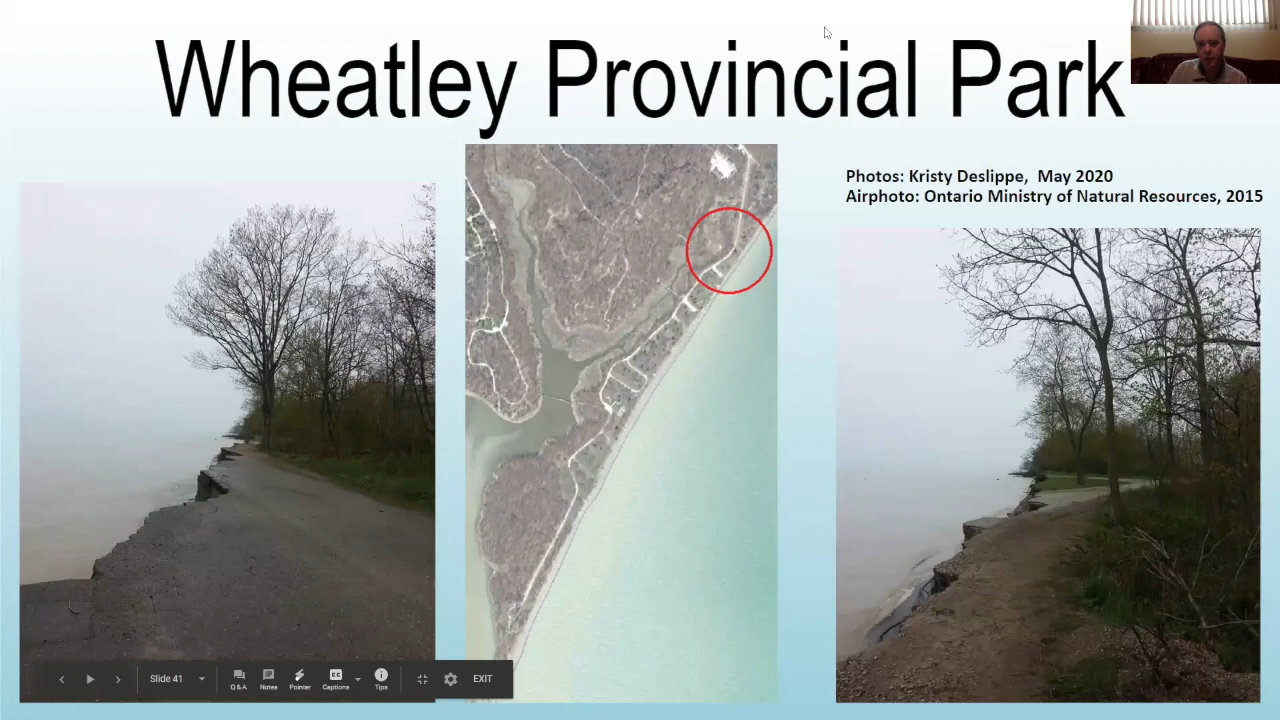 Wheatley Provincial Park
Photos: Kristy Deslippe,  May 2020
Airphoto: Ontario Ministry of Natural Resources, 2015
Slide 41
Q & A
Notes
Pointer
Captions
Tips
EXIT